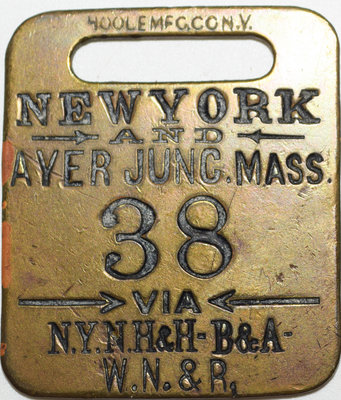 HOOLE MFG.CO N.Y.
NEW YORK
AND
AYER JUNC. MASS.
38
VIA
N.Y.N.H&H- B&A-
W.N.& R.